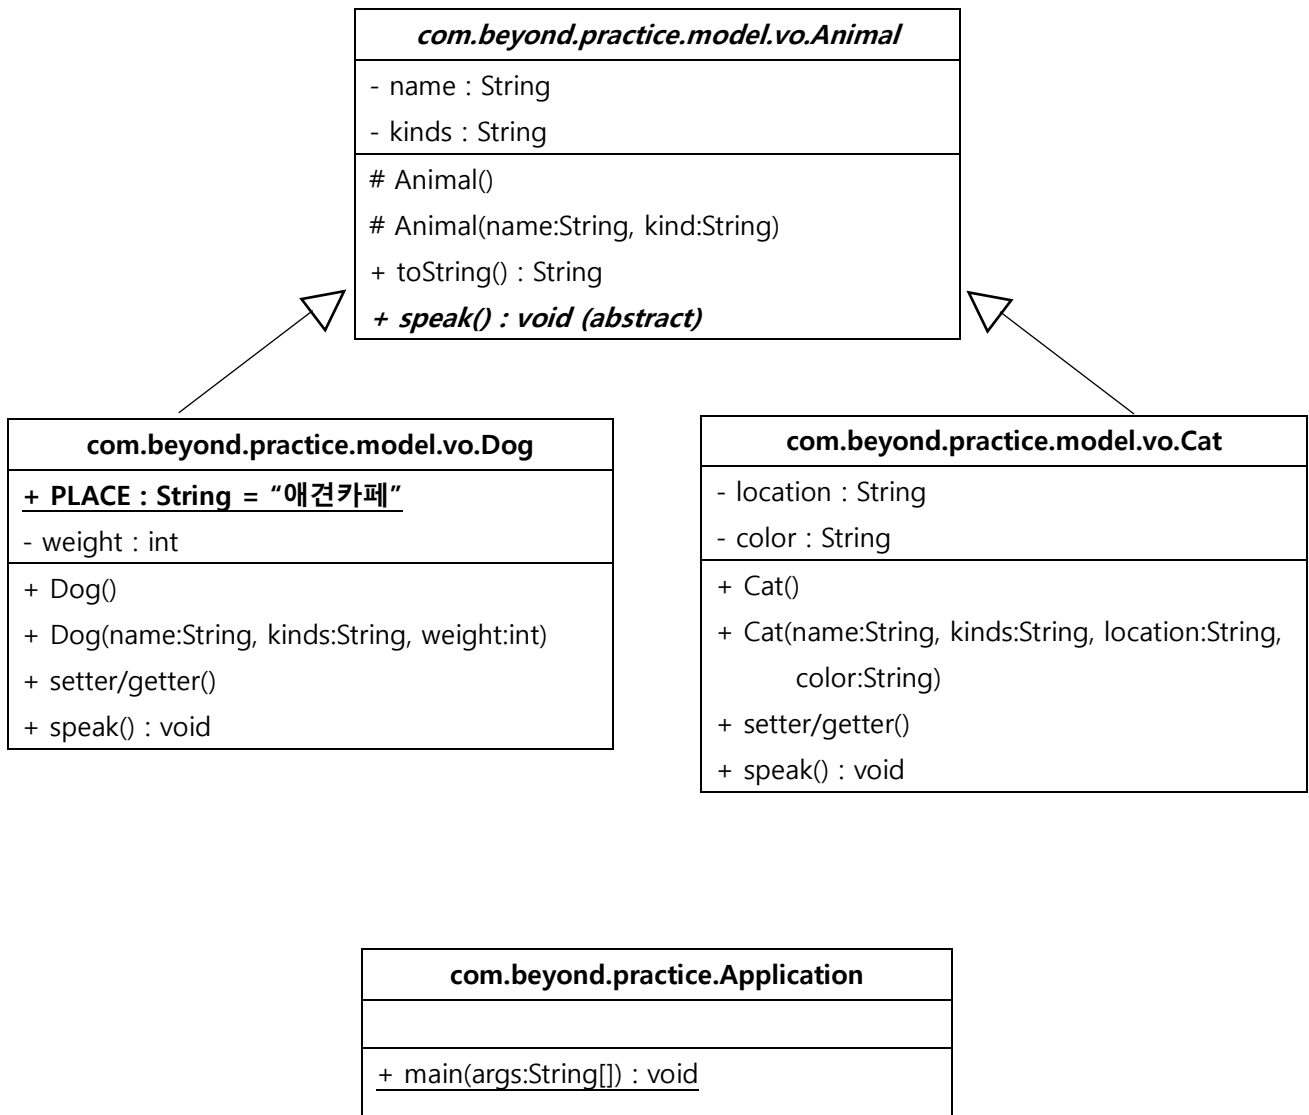 com.beyond.practice.model.vo.Animal
- name : String
- kinds : String
# Animal()
# Animal(name:String, kind:String)
+ toString() : String
+ speak() : void (abstract)
com.beyond.practice.model.vo.Dog
+ PLACE : String = “애견카페”
- weight : int
+ Dog()
+ Dog(name:String, kinds:String, weight:int)
+ setter/getter()
+ speak() : void
com.beyond.practice.model.vo.Cat
- location : String
- color : String
+ Cat()
+ Cat(name:String, kinds:String, location:String,
color:String)
+ setter/getter()
+ speak() : void
com.beyond.practice.Application
+ main(args:String[]) : void